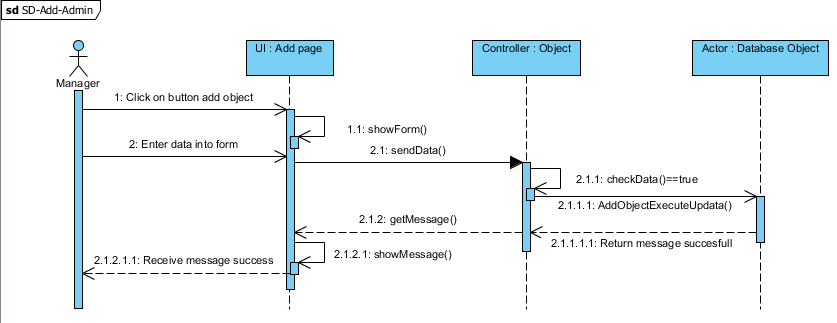 sd SD-Add-Admin
UI : Add page
Controller : Object
Actor : Database Object
Manager
1: Click on button add object
1.1: showForm()
2: Enter data into form
2.1: sendData()
2.1.1: checkData()==true
2.1.1.1: AddObjectExecuteUpdata()
2.1.2: getMessage()
2.1.1.1.1: Return message succesfull
2.1.2.1: showMessage()
2.1.2.1.1: Receive message success